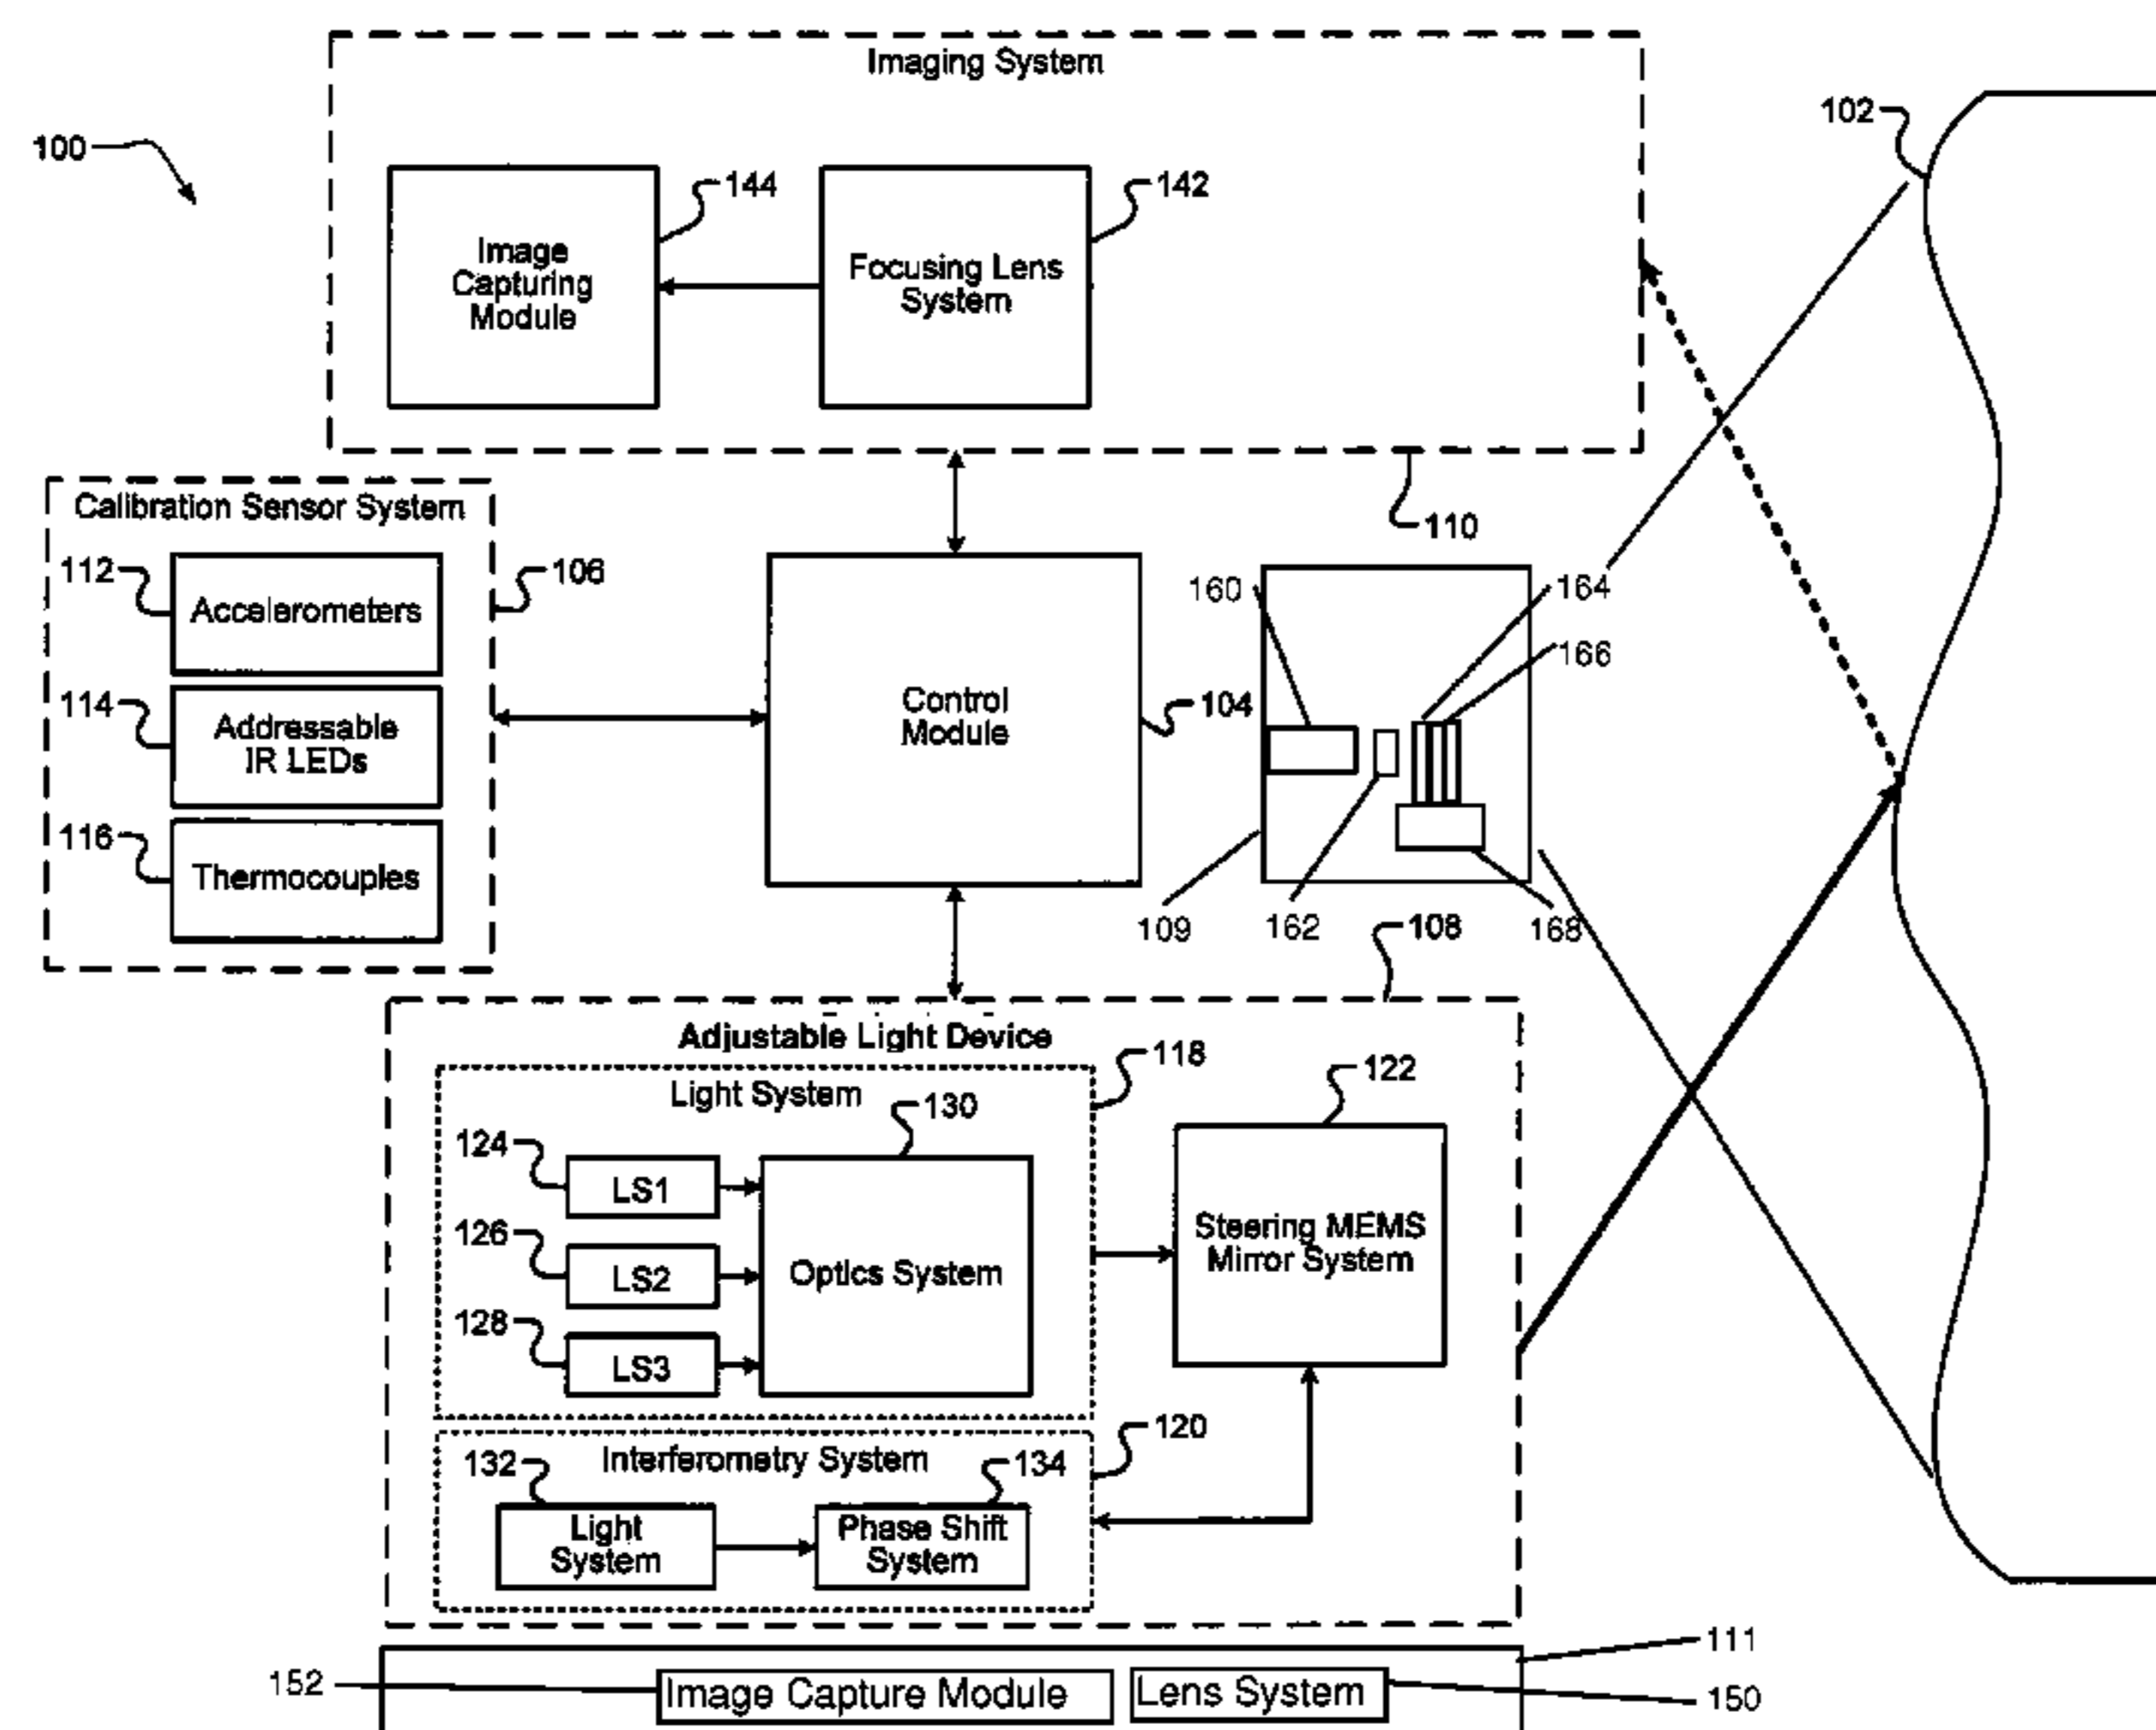 Imaging System
100
102
144
142
Image
Capturing
Module
Focusing Lens
System
110
Calibration Sensor System
112
Accelerometers
106
114
Addressable
IR LEDs
116
Thermocouples
Control
Module
104
160
164
166
109
162
168
108
Adjustable Light Device
118
Light System
130
122
124
LS1
126
LS2
128
LS3
Optics System
Steering MEMS
Mirror System
120
Interferometry System
132
134
Light
System
Phase Shift
System
111
152
Image Capture Module
Lens System
150